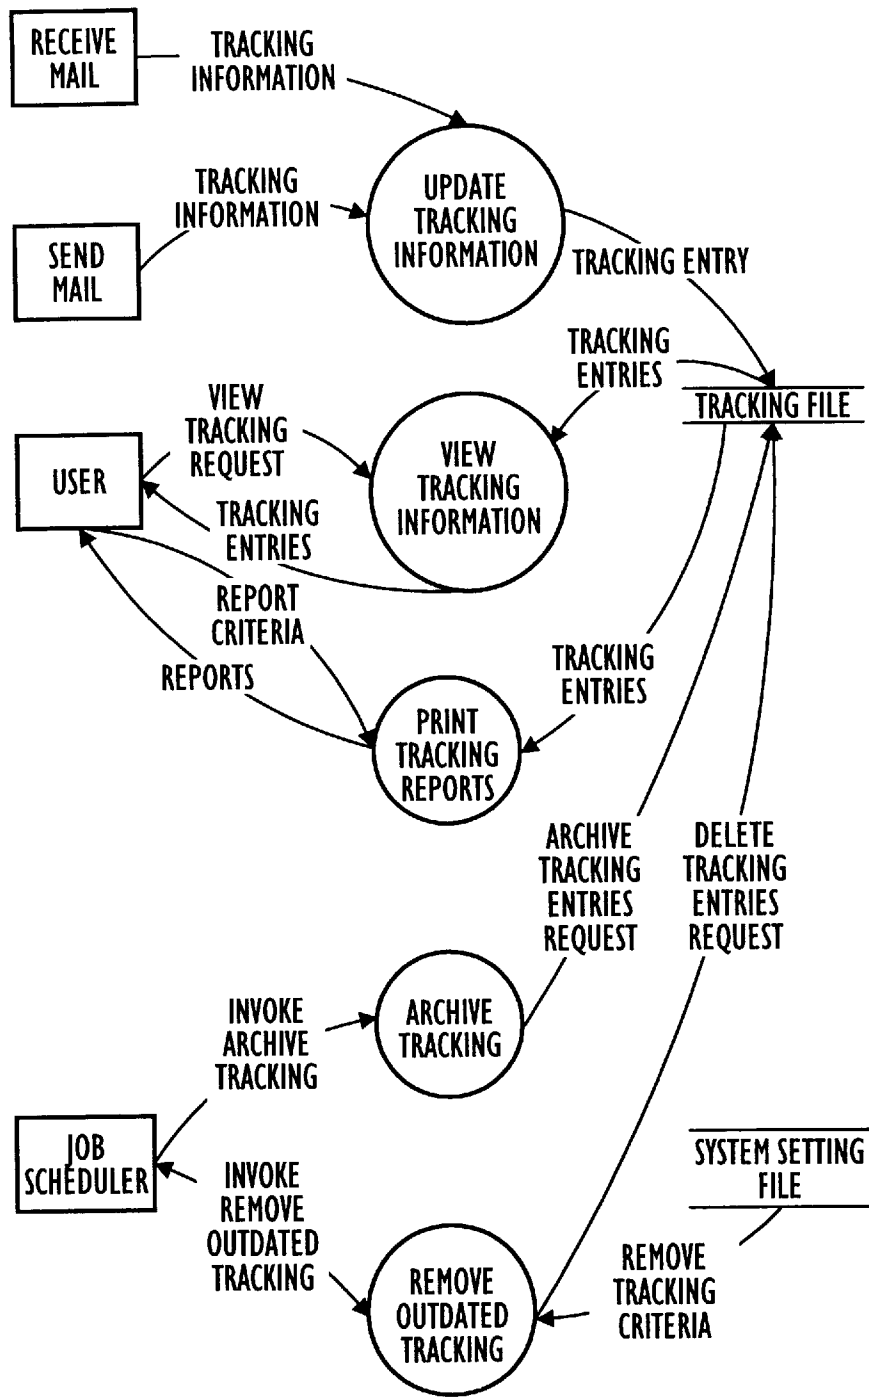 RECEIVE
MAIL
TRACKING
INFORMATION
TRACKING
INFORMATION
UPDATE
TRACKING
INFORMATION
SEND
MAIL
TRACKING ENTRY
TRACKING
ENTRIES
TRACKING FILE
VIEW
TRACKING
REQUEST
USER
VIEW
TRACKING
INFORMATION
TRACKING
ENTRIES
REPORT
CRITERIA
REPORTS
TRACKING
ENTRIES
PRINT
TRACKING
REPORTS
ARCHIVE
TRACKING
ENTRIES
REQUEST
DELETE
TRACKING
ENTRIES
REQUEST
INVOKE
ARCHIVE
TRACKING
ARCHIVE
TRACKING
JOB
SCHEDULER
SYSTEM SETTING
FILE
INVOKE
REMOVE
OUTDATED
TRACKING
REMOVE
OUTDATED
TRACKING
REMOVE
TRACKING
CRITERIA